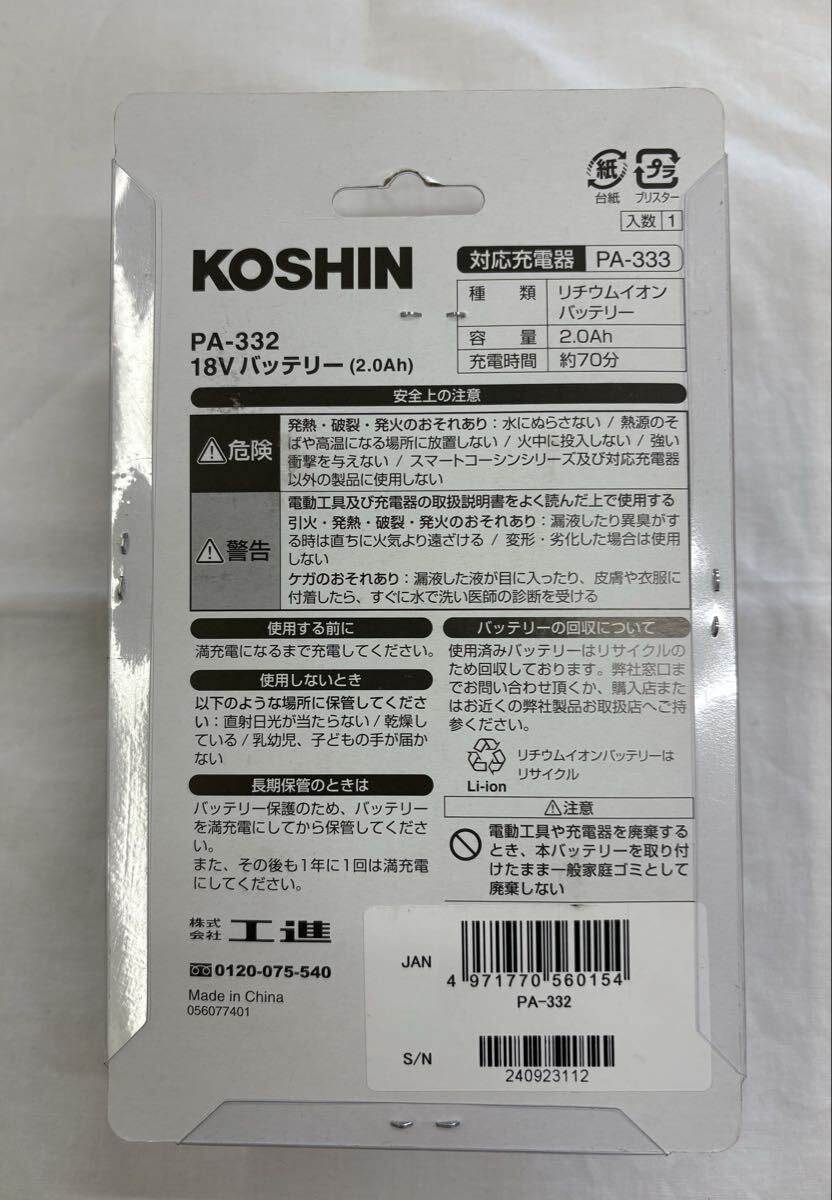 紙
プラ
台紙
ブリスター
入数 1
KOSHIN
対応充電器 PA-333
種類 リチウムイオン
バッテリー
容量 2.0Ah
充電時間 約70分
PA-332
18Vバッテリー(2.0Ah)
安全上の注意
危険
発熱・破裂・発火のおそれあり:水にぬらさない / 熱源のそ
ばや高温になる場所に放置しない / 火中に投入しない / 強い
衝撃を与えない / スマートコーシンシリーズ及び対応充電器
以外の製品に使用しない
警告
電動工具及び充電器の取扱説明書をよく読んだ上で使用する
引火・発熱・破裂・発火のおそれあり:漏液したり異臭がす
る時は直ちに火気より遠ざける / 変形・劣化した場合は使用
しない
ケガのおそれあり:漏液した液が目に入ったり、皮膚や衣服に
付着したら、すぐに水で洗い医師の診断を受ける
使用する前に
満充電になるまで充電してください。
使用しないとき
以下のような場所に保管してくださ
い:直射日光が当たらない / 乾燥し
ている / 乳幼児、子どもの手が届か
ない
長期保管のときは
バッテリー保護のため、バッテリー
を満充電にしてから保管してくださ
い。
また、その後も1年に1回は満充電
にしてください。
バッテリーの回収について
使用済みバッテリーはリサイクルの
ため回収しております。弊社窓口ま
でお問い合わせ頂くか、購入店また
はお近くの弊社製品お取扱店へご持
参ください。
Li-ion
リチウムイオンバッテリーは
リサイクル
注意
電動工具や充電器を廃棄する
とき、本バッテリーを取り付
けたまま一般家庭ゴミとして
廃棄しない
株式
会社 工進
0120-075-540
Made in China
056077401
JAN
4 971770 560154
PA-332
S/N
240923112